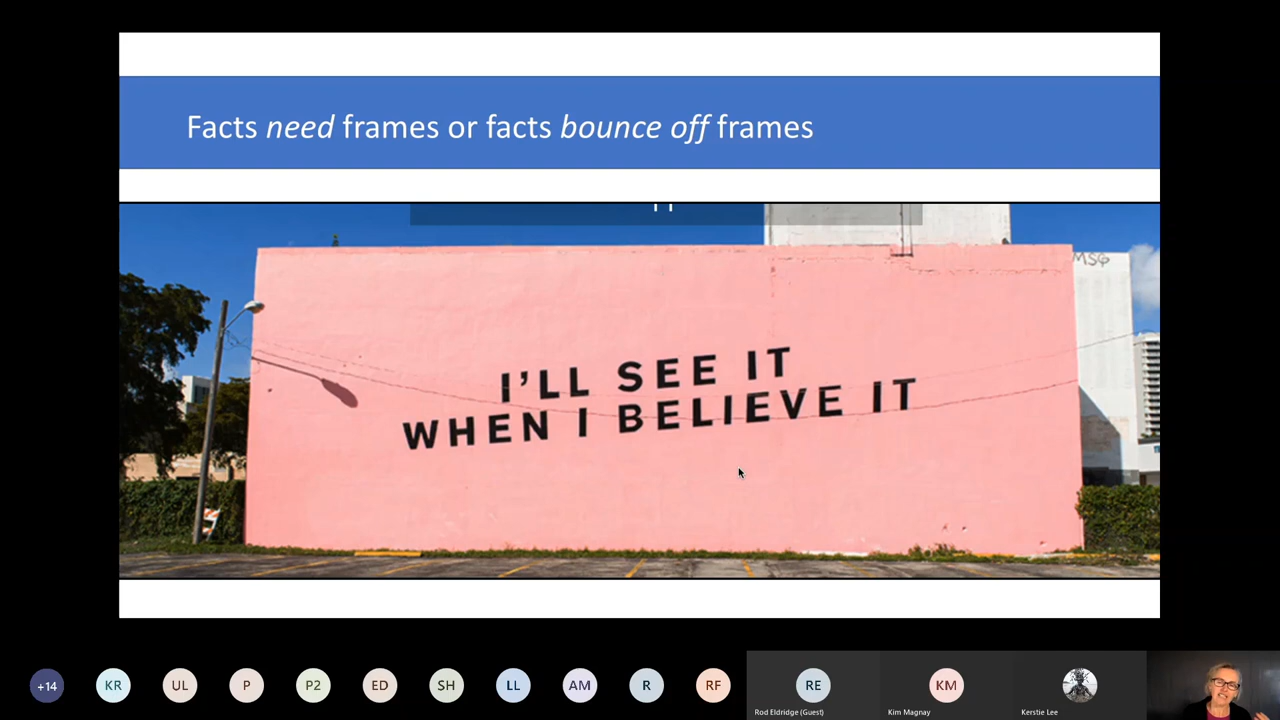 Facts need frames or facts bounce off frames
MSG
I'LL SEE IT
WHEN I BELIEVE IT
+14 KR UL P P2 ED SH LL AM R RF RE KM
Rod Eldridge (Guest) Kim Magnay Kerstie Lee